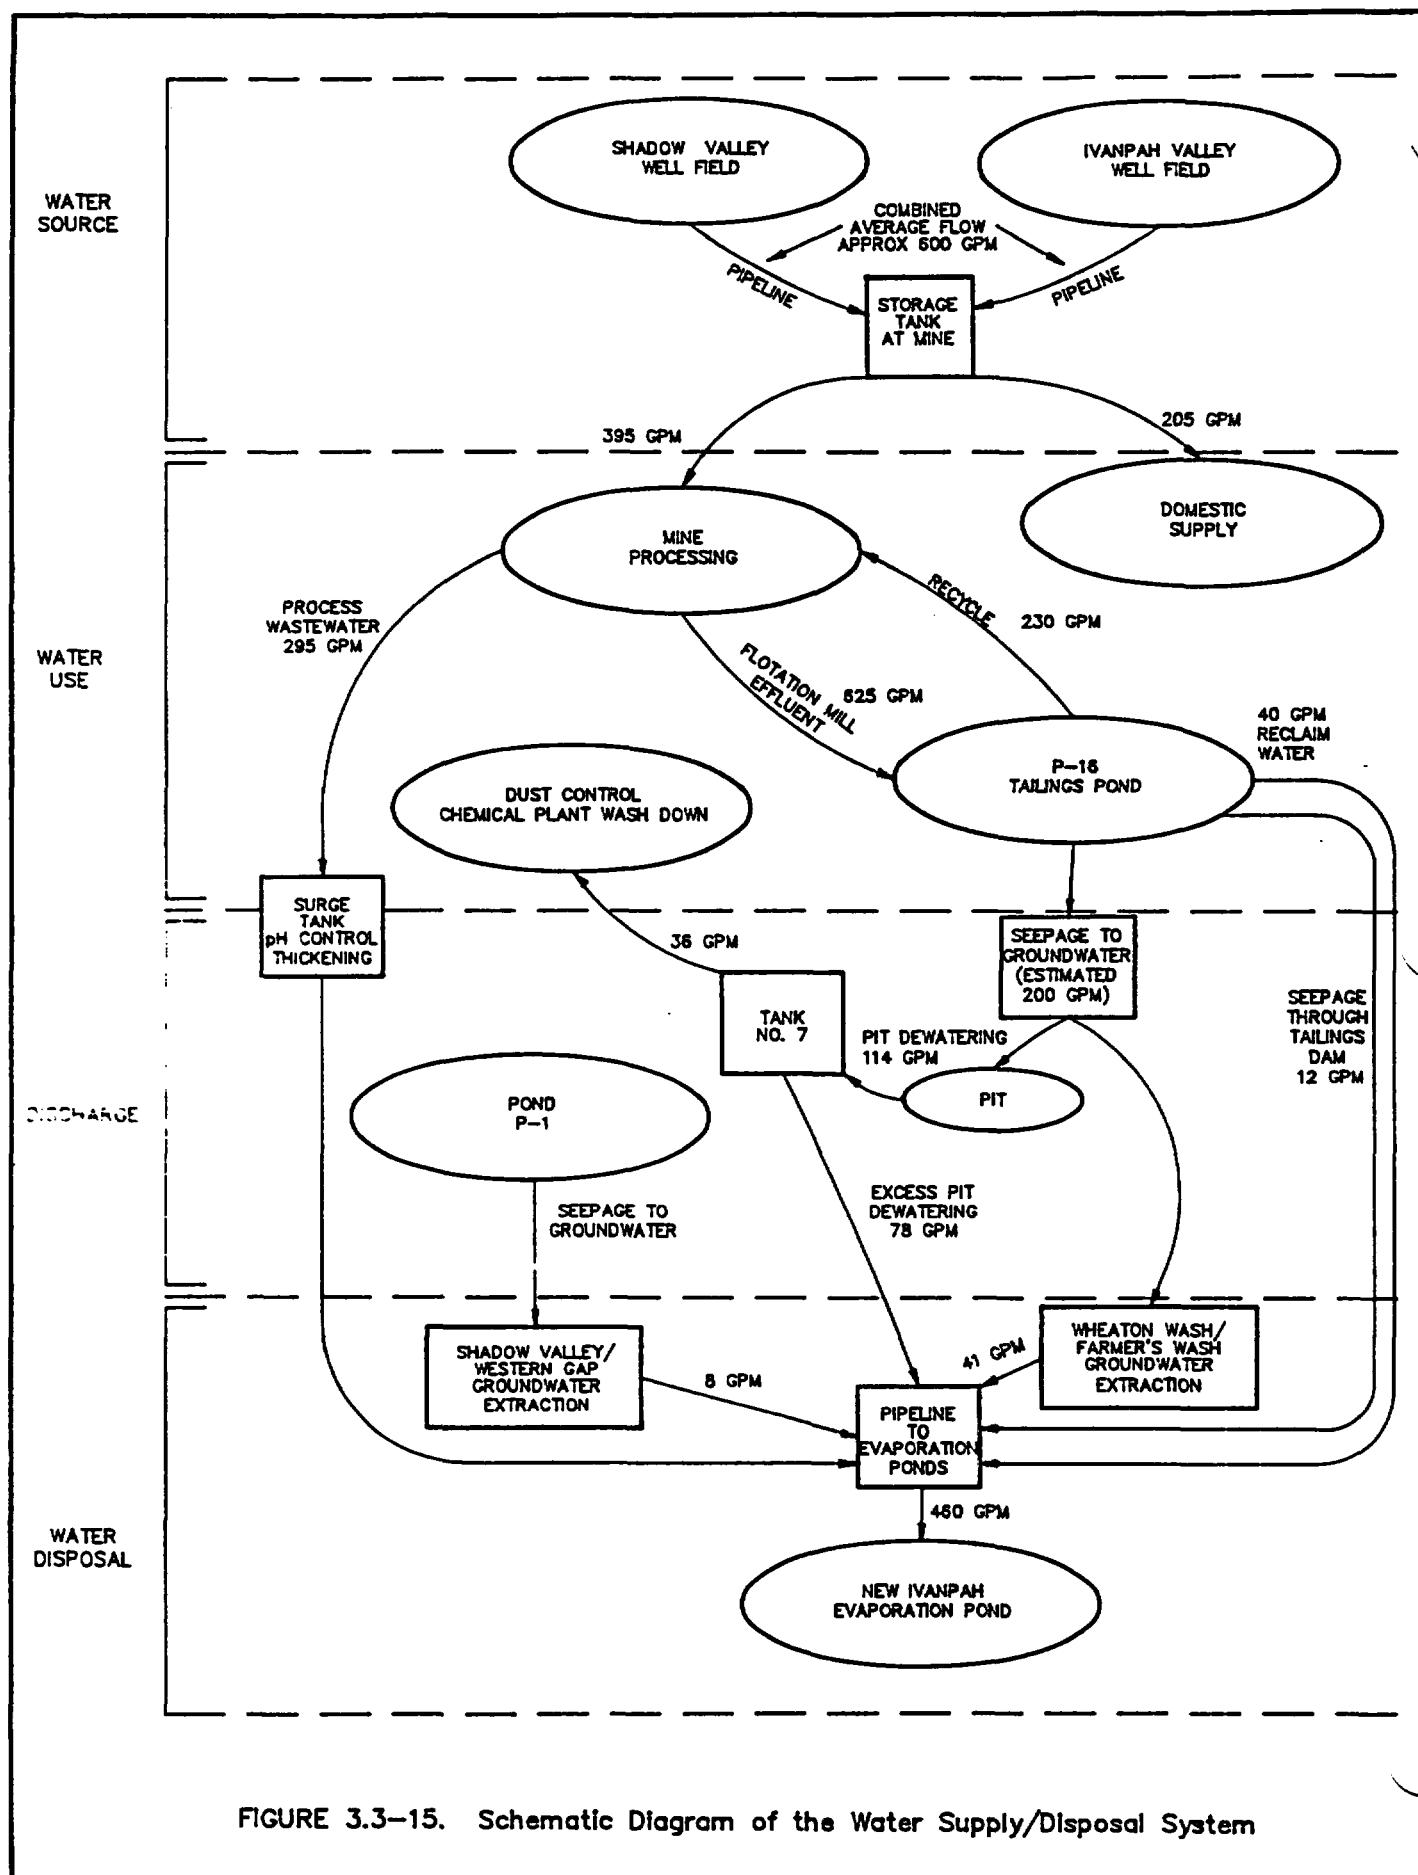 SHADOW VALLEY
WELL FIELD
IVANPAH VALLEY
WELL FIELD
WATER
SOURCE
COMBINED
AVERAGE FLOW
APPROX 600 GPM
PIPELINE
PIPELINE
STORAGE
TANK
AT MINE
395 GPM
205 GPM
DOMESTIC
SUPPLY
MINE
PROCESSING
PROCESS
WASTEWATER
295 GPM
RECYCLE
230 GPM
WATER
USE
FLOTATION MILL
EFFLUENT
625 GPM
40 GPM
RECLAIM
WATER
P-16
TAILINGS POND
DUST CONTROL
CHEMICAL PLANT WASH DOWN
SURGE
TANK
pH CONTROL
THICKENING
36 GPM
SEEPAGE TO
GROUNDWATER
(ESTIMATED
200 GPM)
TANK
NO. 7
PIT DEWATERING
114 GPM
SEEPAGE
THROUGH
TAILINGS
DAM
12 GPM
PIT
DISCHARGE
POND
P-1
SEEPAGE TO
GROUNDWATER
EXCESS PIT
DEWATERING
78 GPM
SHADOW VALLEY/
WESTERN GAP
GROUNDWATER
EXTRACTION
8 GPM
41 GPM
WHEATON WASH/
FARMER'S WASH
GROUNDWATER
EXTRACTION
PIPELINE
TO
EVAPORATION
PONDS
460 GPM
WATER
DISPOSAL
NEW IVANPAH
EVAPORATION POND
FIGURE 3.3-15. Schematic Diagram of the Water Supply/Disposal System